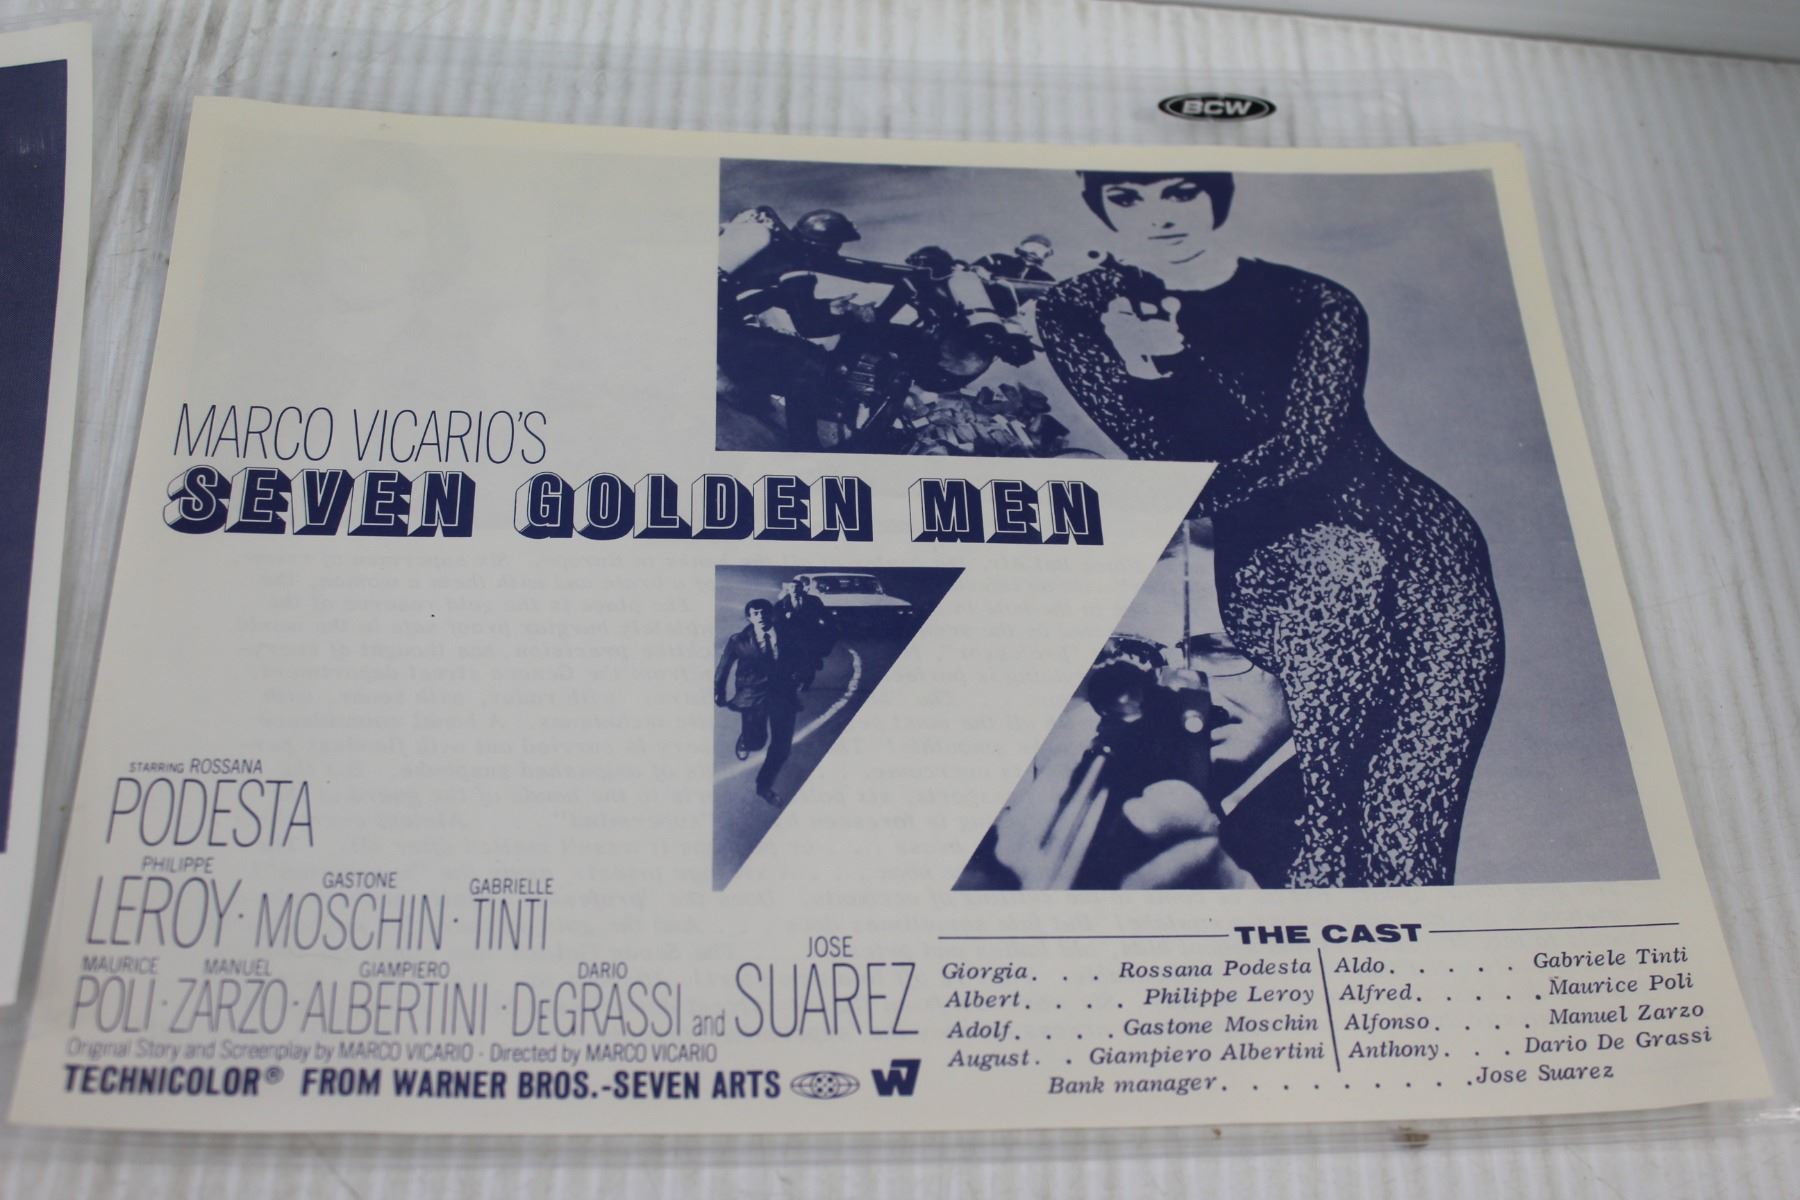 BCW
MARCO VICARIO'S
SEVEN GOLDEN MEN
7
STARRING ROSSANA
PODESTA
PHILIPPE
LEROY·
GASTONE
MOSCHIN·
GABRIELLE
TINTI
MAURICE
POLI·
MANUEL
ZARZO·
GIAMPIERO
ALBERTINI·
DARIO
DeGRASSI and
JOSE
SUAREZ
Original Story and Screenplay by MARCO VICARIO · Directed by MARCO VICARIO
TECHNICOLOR® FROM WARNER BROS.-SEVEN ARTS W7
THE CAST
Giorgia. . . Rossana Podesta
Albert. . . . Philippe Leroy
Adolf. . . .Gastone Moschin
August. . Giampiero Albertini
Aldo. . . . . Gabriele Tinti
Alfred. . . . .Maurice Poli
Alfonso. . . . Manuel Zarzo
Anthony. . . Dario De Grassi
Bank manager. . . . . . . . .Jose Suarez